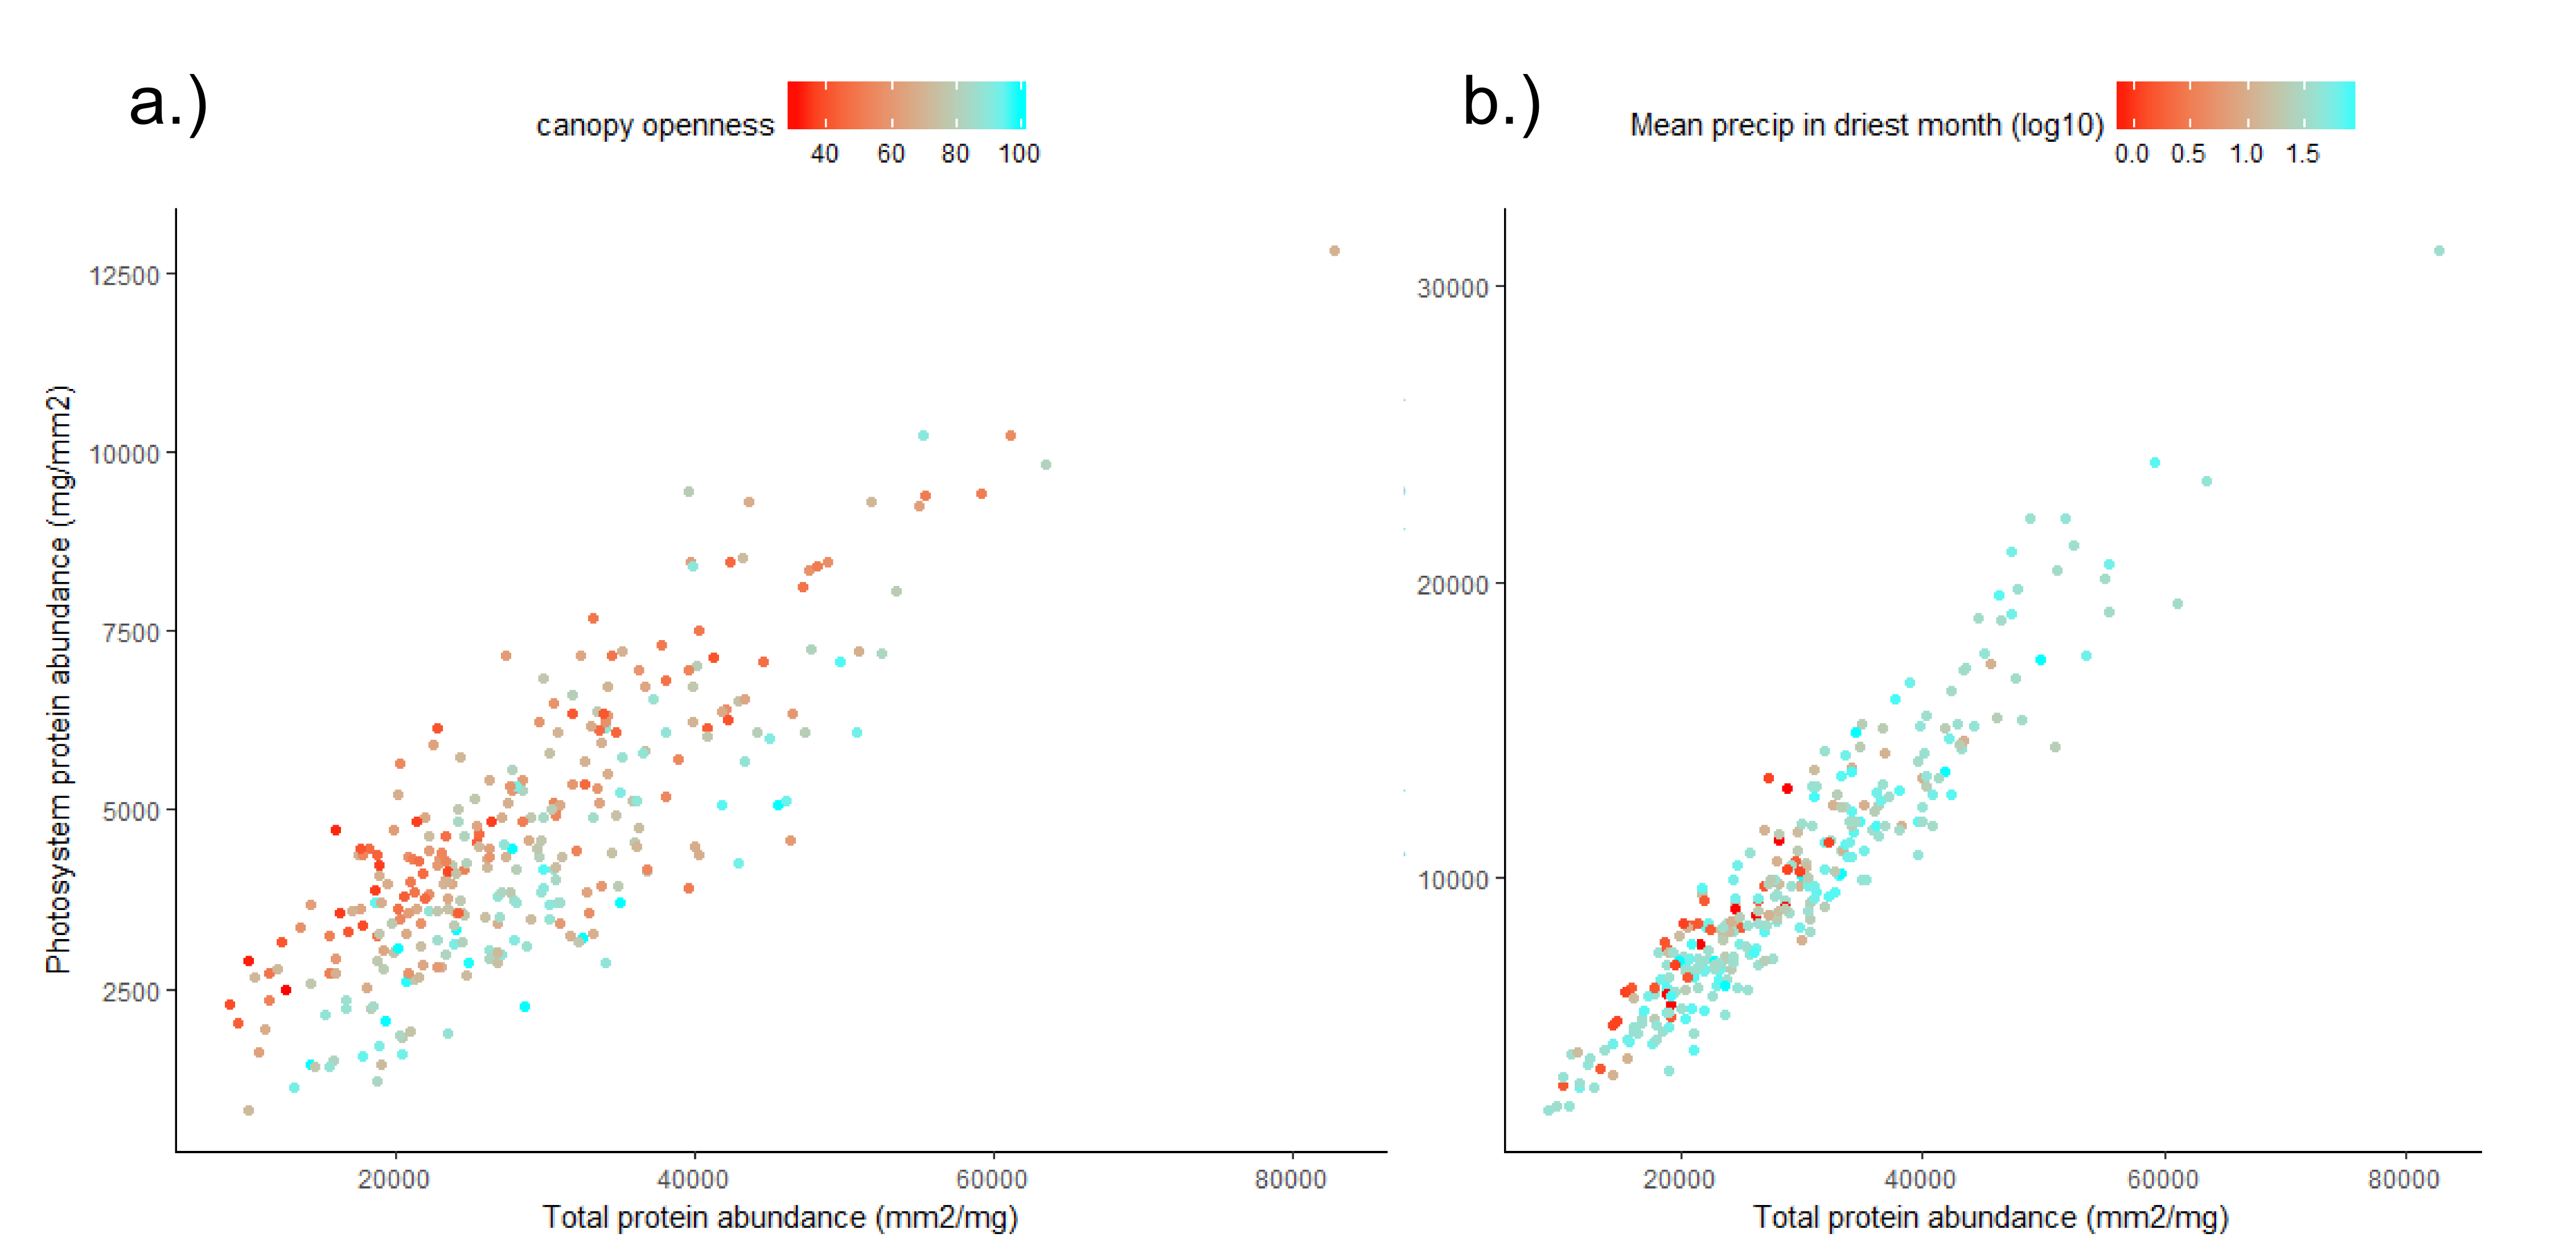 a.)
canopy openness
40 60 80 100
b.)
Mean precip in driest month (log10)
0.0 0.5 1.0 1.5
Photosystem protein abundance (mg/mm2)
12500
10000
7500
5000
2500
20000 40000 60000 80000
Total protein abundance (mm2/mg)
30000
20000
10000
20000 40000 60000 80000
Total protein abundance (mm2/mg)